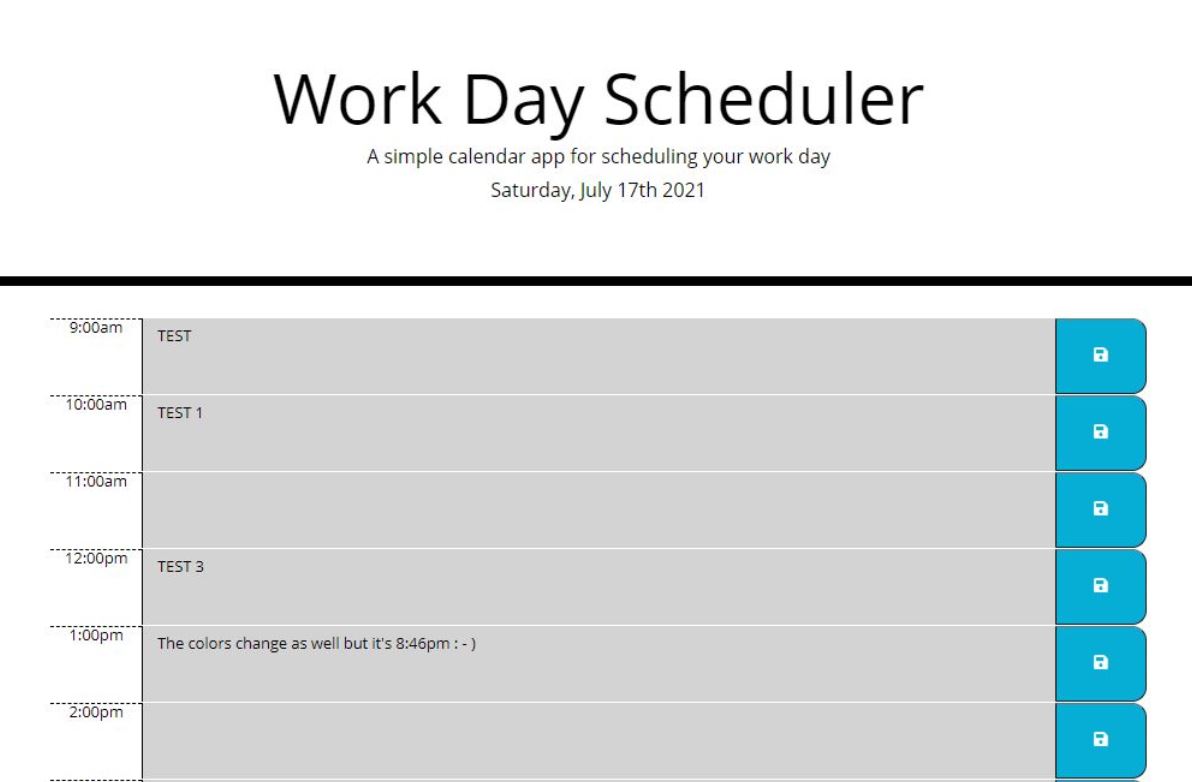 Work Day Scheduler
A simple calendar app for scheduling your work day
Saturday, July 17th 2021
9:00am
TEST
10:00am
TEST 1
11:00am
12:00pm
TEST 3
1:00pm
The colors change as well but it's 8:46pm : - )
2:00pm